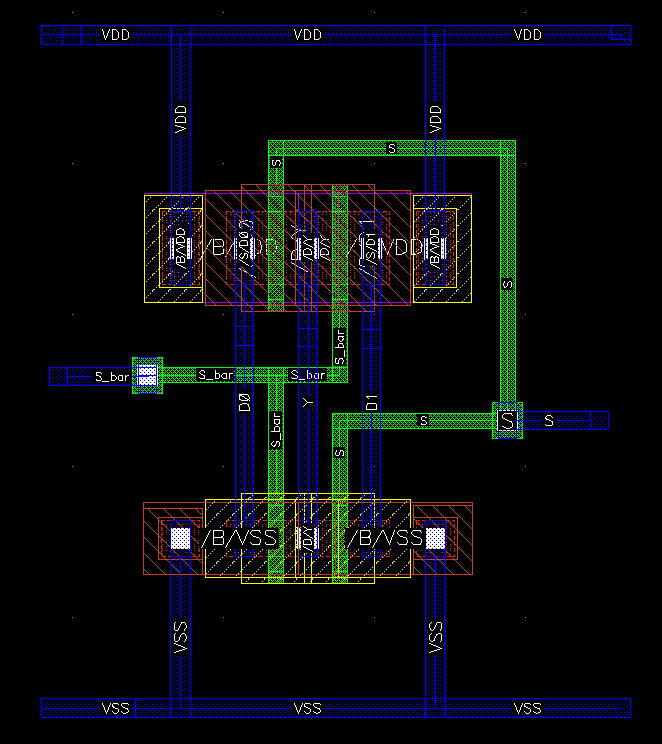 VDD VDD VDD
VDD VDD
S
S
/B/VDD /S/D0 /D/Y /D/Y /S/D1 VDD /B/VDD
S
S_bar
S_bar S_bar S_bar
D0 Y D1
S_bar S S S S
/B/VSS /D/Y /B/VSS
VSS VSS
VSS VSS VSS